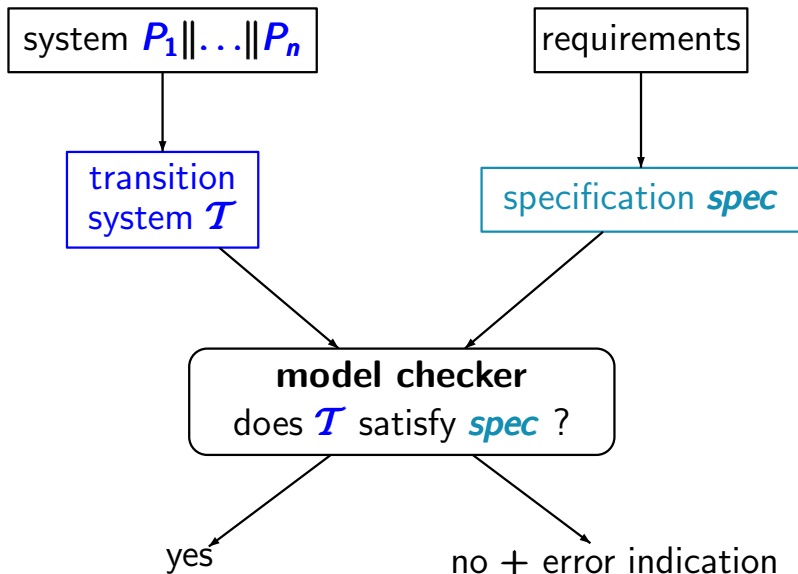 system P₁||...||Pₙ
requirements
transition
system 𝒯
specification spec
model checker
does 𝒯 satisfy spec ?
yes
no + error indication